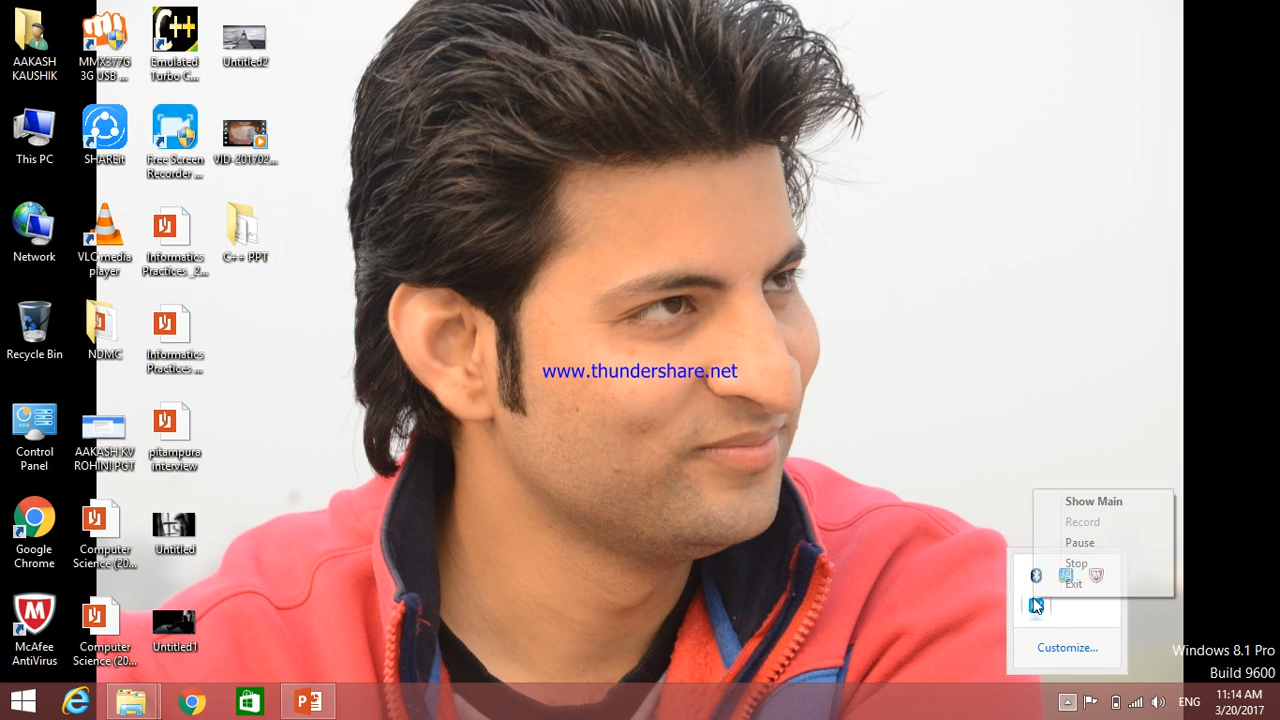 AAKASH
KAUSHIK
MMX377G
3G USB ...
Emulated
Turbo C...
Untitled2
This PC
SHAREit
Free Screen
Recorder ...
VID-201702...
Network
VLC media
player
Informatics
Practices _2...
C++ PPT
Recycle Bin
NDMC
Informatics
Practices ...
Control
Panel
AAKASH KV
ROHINI PGT
pitampura
interview
Google
Chrome
Computer
Science (20...
Untitled
McAfee
AntiVirus
Computer
Science (20...
Untitled1
www.thundershare.net
Show Main
Record
Pause
Stop
Exit
Customize...
Windows 8.1 Pro
Build 9600
ENG
11:14 AM
3/20/2017